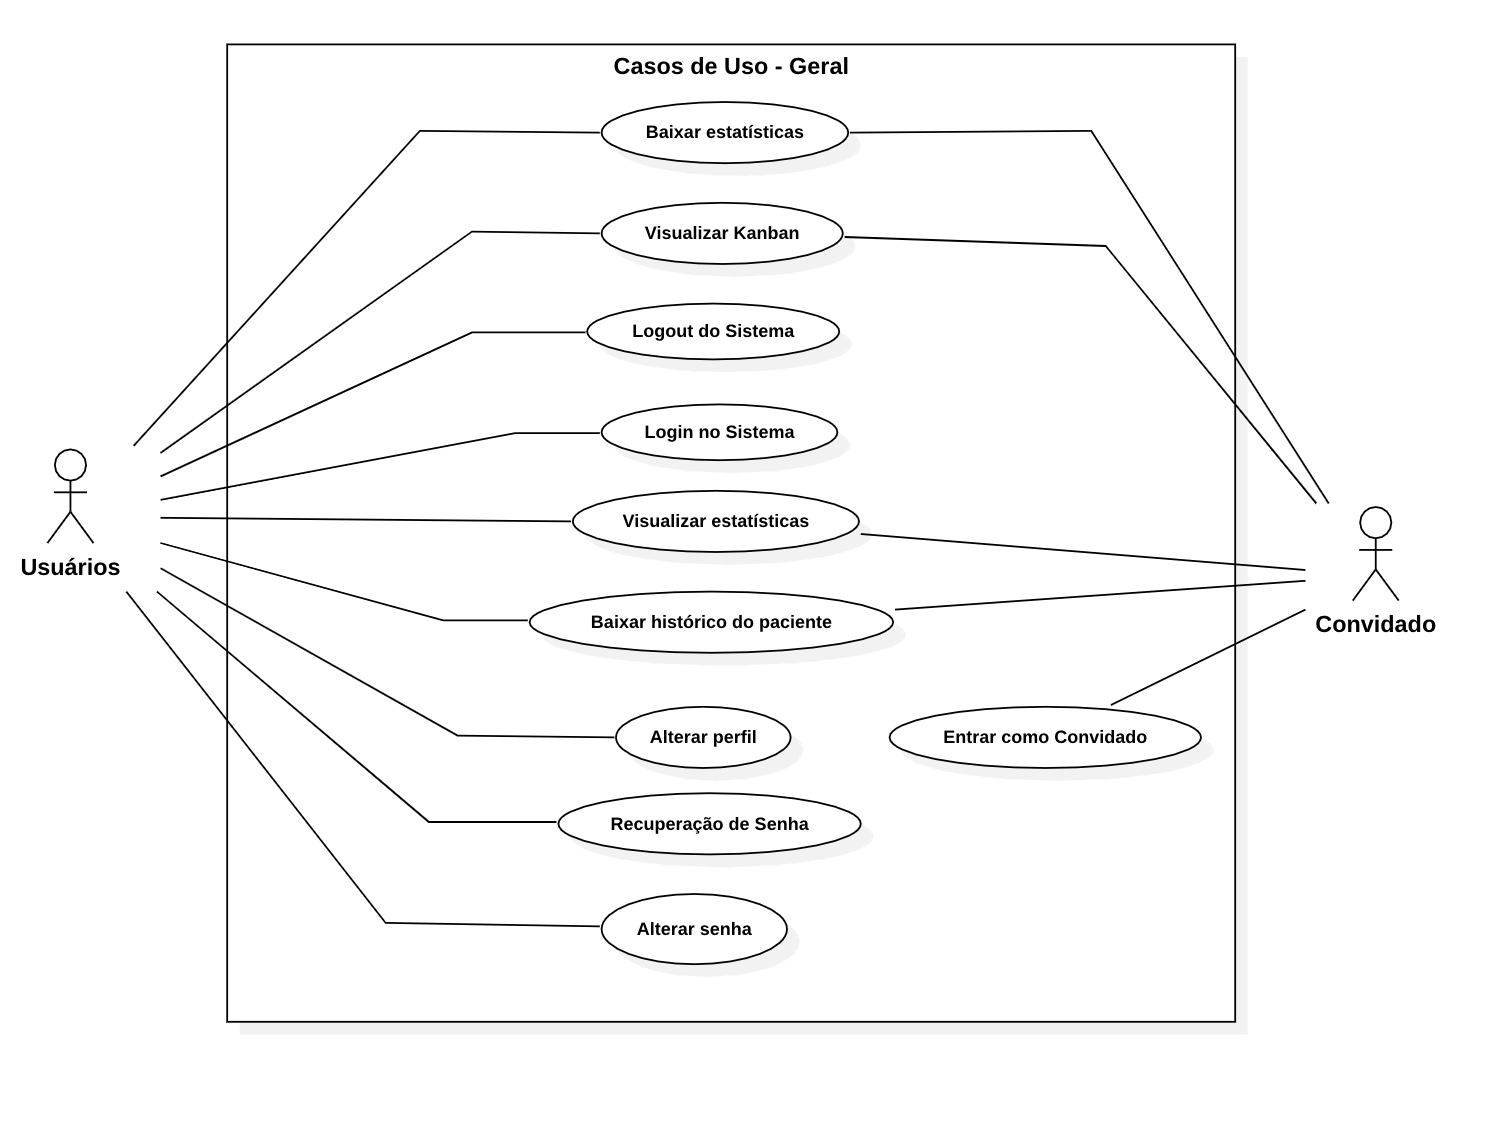 Casos de Uso - Geral
Baixar estatísticas
Visualizar Kanban
Logout do Sistema
Login no Sistema
Visualizar estatísticas
Usuários
Baixar histórico do paciente
Convidado
Alterar perfil
Entrar como Convidado
Recuperação de Senha
Alterar senha